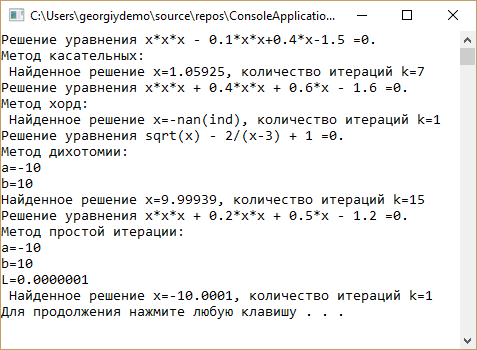 C:\Users\georgiydemo\source\repos\ConsoleApplicatio...
Решение уравнения x*x*x - 0.1*x*x+0.4*x-1.5 =0.
Метод касательных:
 Найденное решение x=1.05925, количество итераций k=7
Решение уравнения x*x*x + 0.4*x*x + 0.6*x - 1.6 =0.
Метод хорд:
 Найденное решение x=-nan(ind), количество итераций k=1
Решение уравнения sqrt(x) - 2/(x-3) + 1 =0.
Метод дихотомии:
a=-10
b=10
Найденное решение x=9.99939, количество итераций k=15
Решение уравнения x*x*x + 0.2*x*x + 0.5*x - 1.2 =0.
Метод простой итерации:
a=-10
b=10
L=0.0000001
 Найденное решение x=-10.0001, количество итераций k=1
Для продолжения нажмите любую клавишу . . .